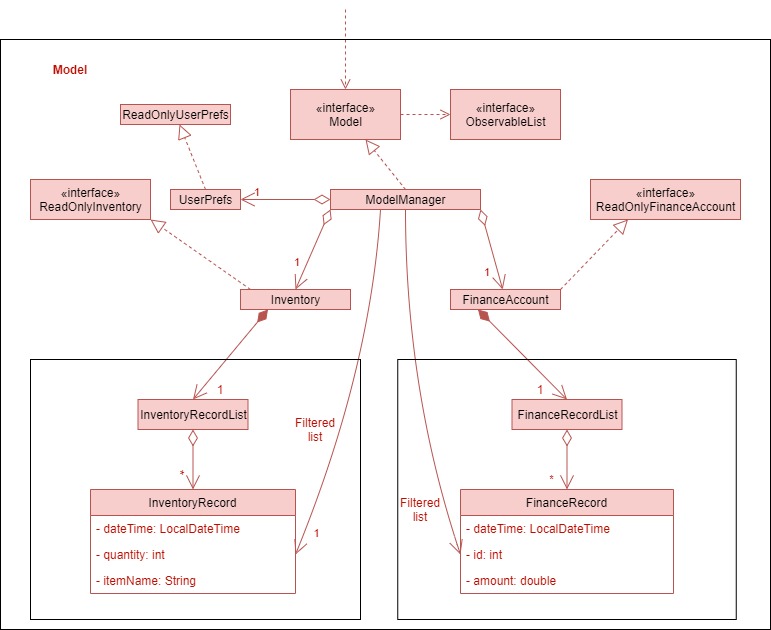 Model
ReadOnlyUserPrefs
«interface»
Model
«interface»
ObservableList
«interface»
ReadOnlyInventory
UserPrefs
1
ModelManager
«interface»
ReadOnlyFinanceAccount
1
1
Inventory
FinanceAccount
1
1
InventoryRecordList
FinanceRecordList
Filtered
list
*
*
InventoryRecord
- dateTime: LocalDateTime
- quantity: int
- itemName: String
1
Filtered
list
FinanceRecord
- dateTime: LocalDateTime
- id: int
- amount: double